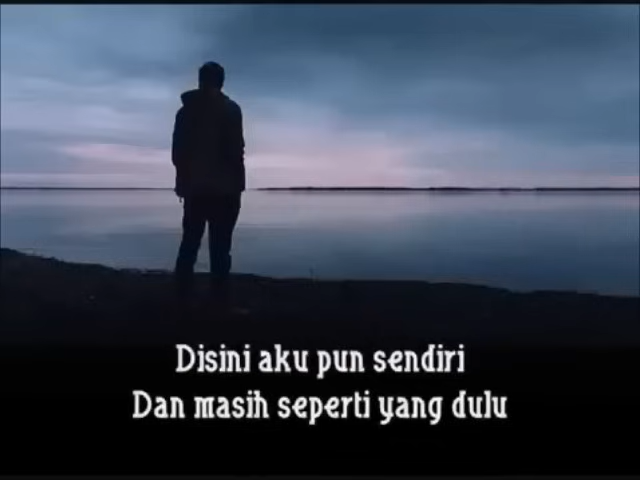 Disini aku pun sendiri
Dan masih seperti yang dulu